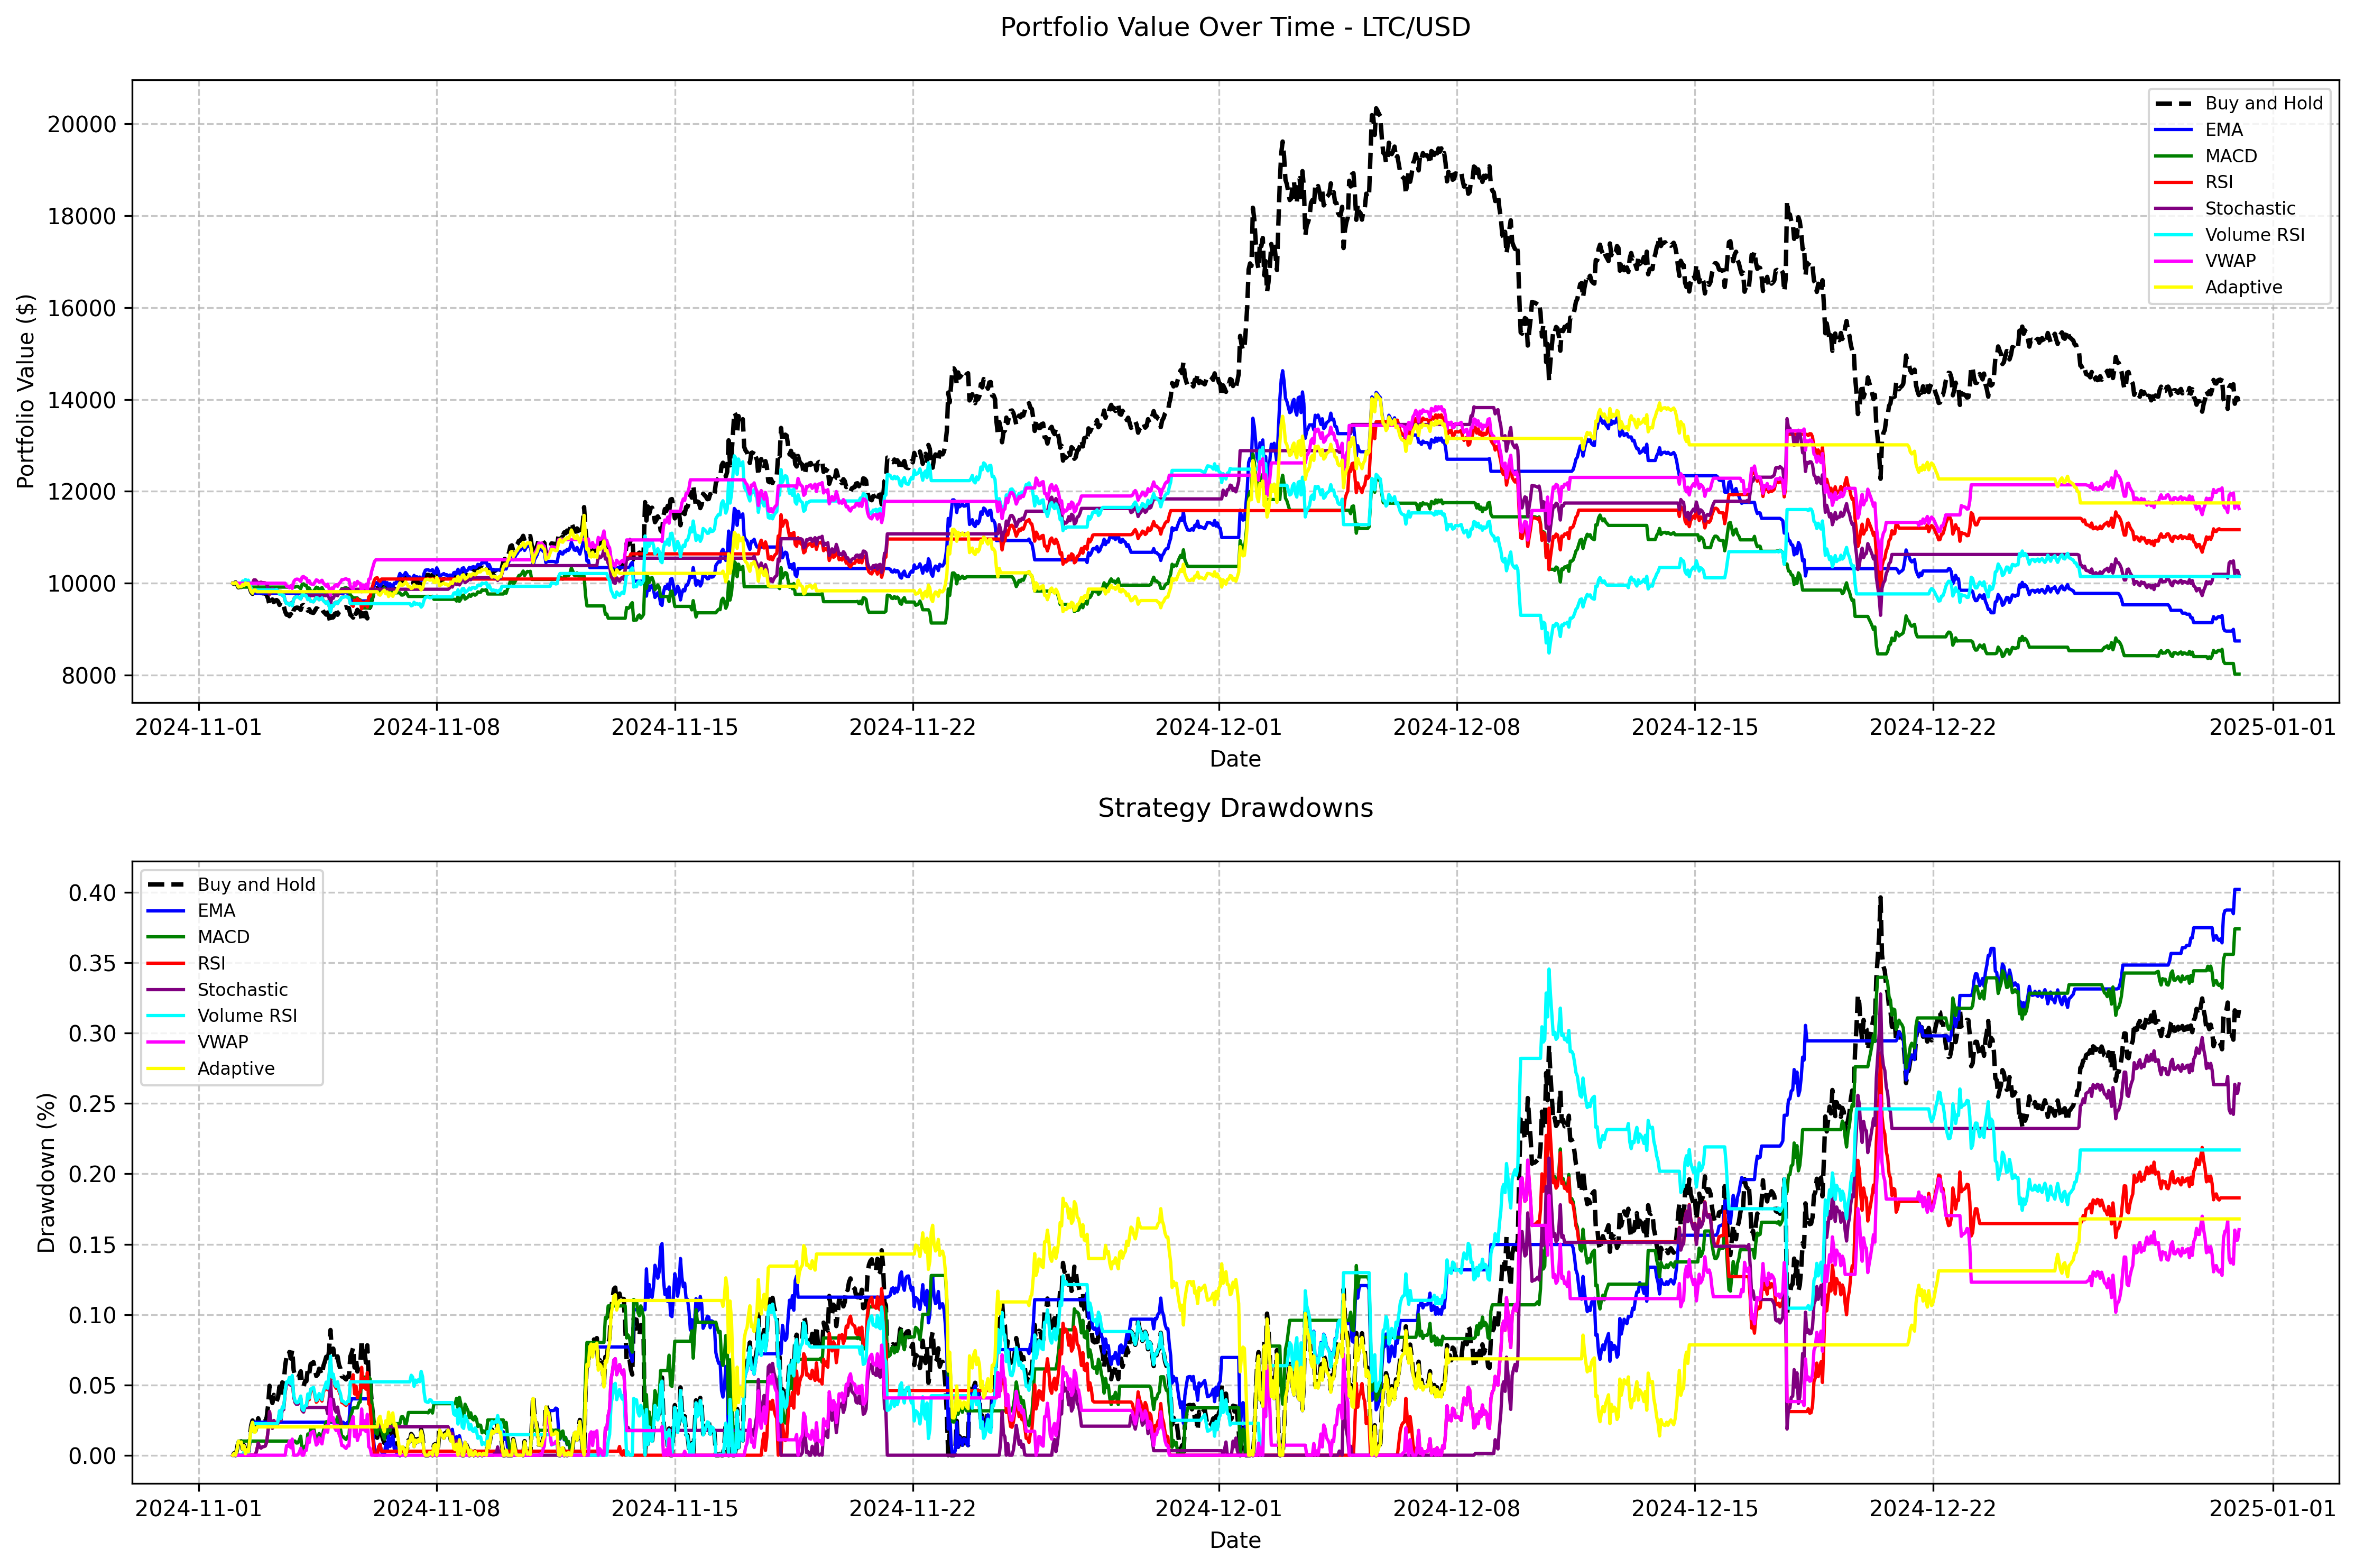 Portfolio Value Over Time - LTC/USD
Portfolio Value ($)
20000
18000
16000
14000
12000
10000
8000
Buy and Hold
EMA
MACD
RSI
Stochastic
Volume RSI
VWAP
Adaptive
2024-11-01 2024-11-08 2024-11-15 2024-11-22 2024-12-01 2024-12-08 2024-12-15 2024-12-22 2025-01-01
Date
Strategy Drawdowns
Drawdown (%)
0.40
0.35
0.30
0.25
0.20
0.15
0.10
0.05
0.00
Buy and Hold
EMA
MACD
RSI
Stochastic
Volume RSI
VWAP
Adaptive
2024-11-01 2024-11-08 2024-11-15 2024-11-22 2024-12-01 2024-12-08 2024-12-15 2024-12-22 2025-01-01
Date